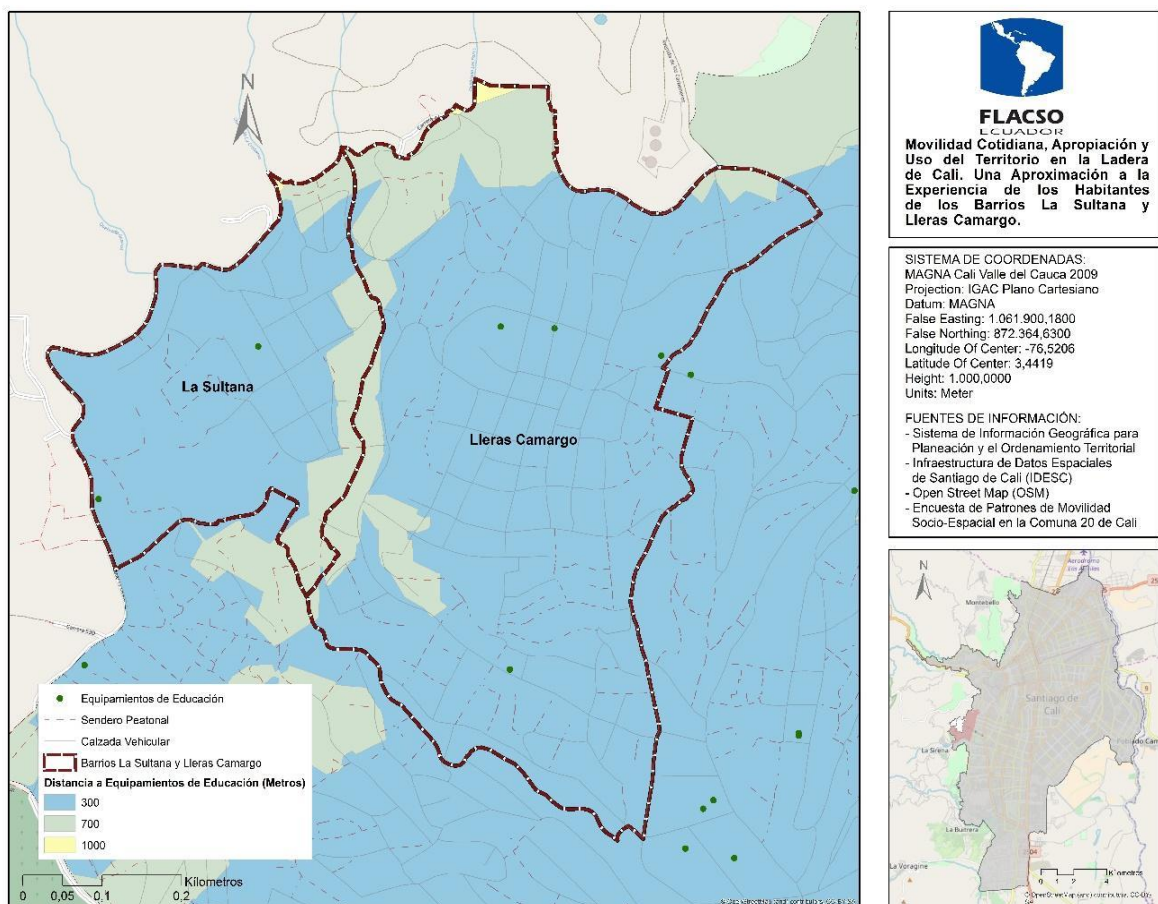 N
La Sultana
Lleras Camargo
Equipamientos de Educación
Sendero Peatonal
Calzada Vehicular
Barrios La Sultana y Lleras Camargo
Distancia a Equipamientos de Educación (Metros)
300
700
1000
Kilometros
0 0,05 0,1 0,2
FLACSO
ECUADOR
Movilidad Cotidiana, Apropiación y
Uso del Territorio en la Ladera
de Cali. Una Aproximación a la
Experiencia de los Habitantes
de los Barrios La Sultana y
Lleras Camargo.
SISTEMA DE COORDENADAS:
MAGNA Cali Valle del Cauca 2009
Projection: IGAC Plano Cartesiano
Datum: MAGNA
False Easting: 1.061.900,1800
False Northing: 872.364,6300
Longitude Of Center: -76,5206
Latitude Of Center: 3,4419
Height: 1.000,0000
Units: Meter
FUENTES DE INFORMACIÓN:
- Sistema de Información Geográfica para
Planeación y el Ordenamiento Territorial
- Infraestructura de Datos Espaciales
de Santiago de Cali (IDESC)
- Open Street Map (OSM)
- Encuesta de Patrones de Movilidad
Socio-Espacial en la Comuna 20 de Cali
N
Montebello
25
Santiago de
Cali
La Sirena
La Buitrera
La Voragine
Kilometros
0 1 2 4